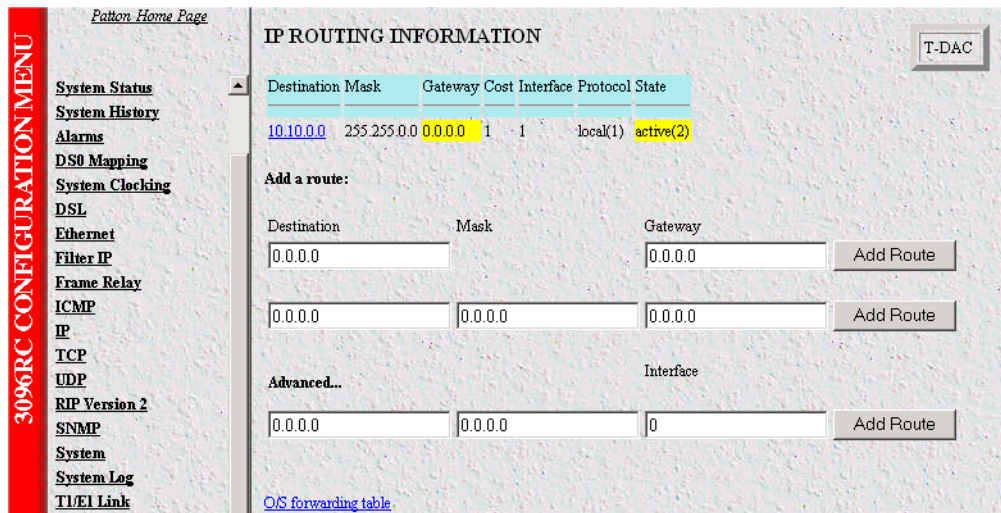 3096RC CONFIGURATION MENU
Patton Home Page
System Status
System History
Alarms
DS0 Mapping
System Clocking
DSL
Ethernet
Filter IP
Frame Relay
ICMP
IP
TCP
UDP
RIP Version 2
SNMP
System
System Log
T1/E1 Link
IP ROUTING INFORMATION
T-DAC
Destination Mask Gateway Cost Interface Protocol State
10.10.0.0 255.255.0.0 0.0.0.0 1 1 local(1) active(2)
Add a route:
Destination Mask Gateway
0.0.0.0 0.0.0.0 Add Route
0.0.0.0 0.0.0.0 0.0.0.0 Add Route
Advanced... Interface
0.0.0.0 0.0.0.0 0 Add Route
O/S forwarding table